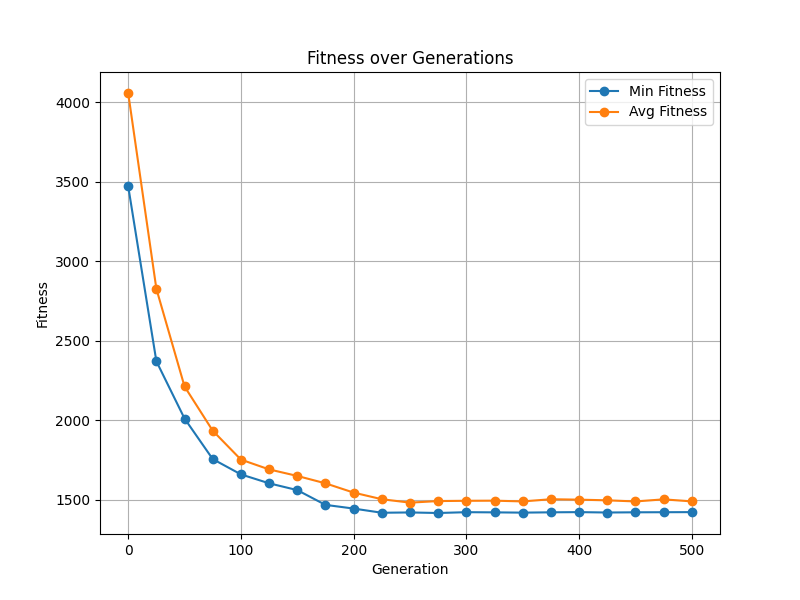 Fitness over Generations
Min Fitness
Avg Fitness
4000
3500
3000
2500
2000
1500
Fitness
0 100 200 300 400 500
Generation